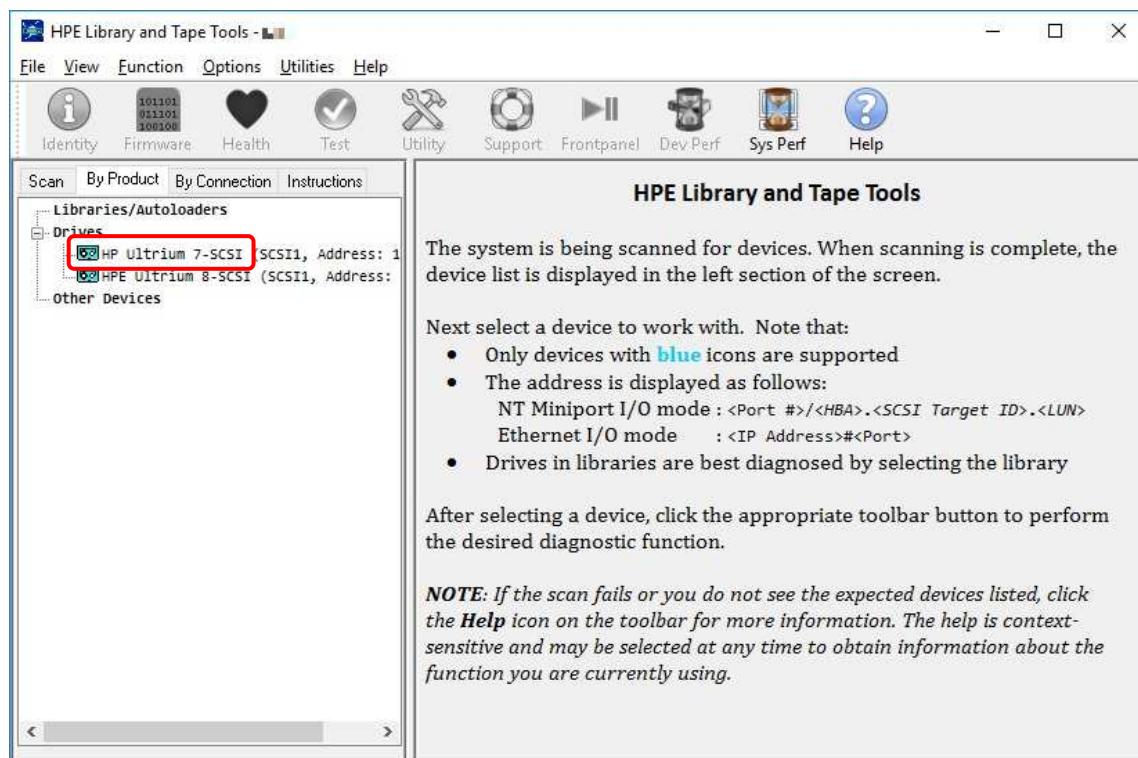 HPE Library and Tape Tools -
File View Function Options Utilities Help
101101
011101
100100
Identity Firmware Health Test Utility Support Frontpanel Dev Perf Sys Perf Help
Scan By Product By Connection Instructions
Libraries/Autoloaders
Drives
HP Ultrium 7-SCSI (SCSI1, Address: 1
HPE Ultrium 8-SCSI (SCSI1, Address:
Other Devices
HPE Library and Tape Tools
The system is being scanned for devices. When scanning is complete, the
device list is displayed in the left section of the screen.
Next select a device to work with. Note that:
• Only devices with blue icons are supported
• The address is displayed as follows:
NT Miniport I/O mode : <Port #>/<HBA>.<SCSI Target ID>.<LUN>
Ethernet I/O mode : <IP Address>#<Port>
• Drives in libraries are best diagnosed by selecting the library
After selecting a device, click the appropriate toolbar button to perform
the desired diagnostic function.
NOTE: If the scan fails or you do not see the expected devices listed, click
the Help icon on the toolbar for more information. The help is context-
sensitive and may be selected at any time to obtain information about the
function you are currently using.